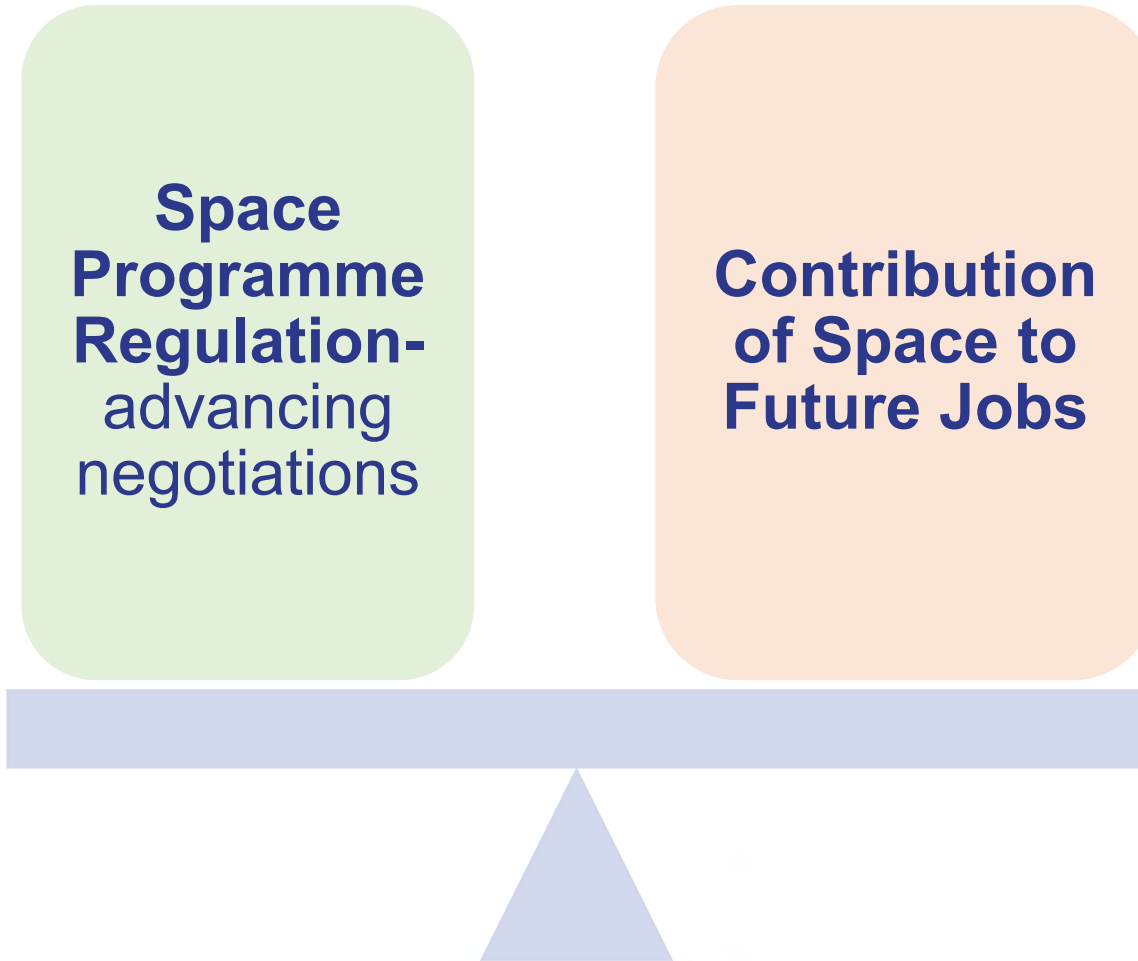 Space
Programme
Regulation-
advancing
negotiations
Contribution
of Space to
Future Jobs